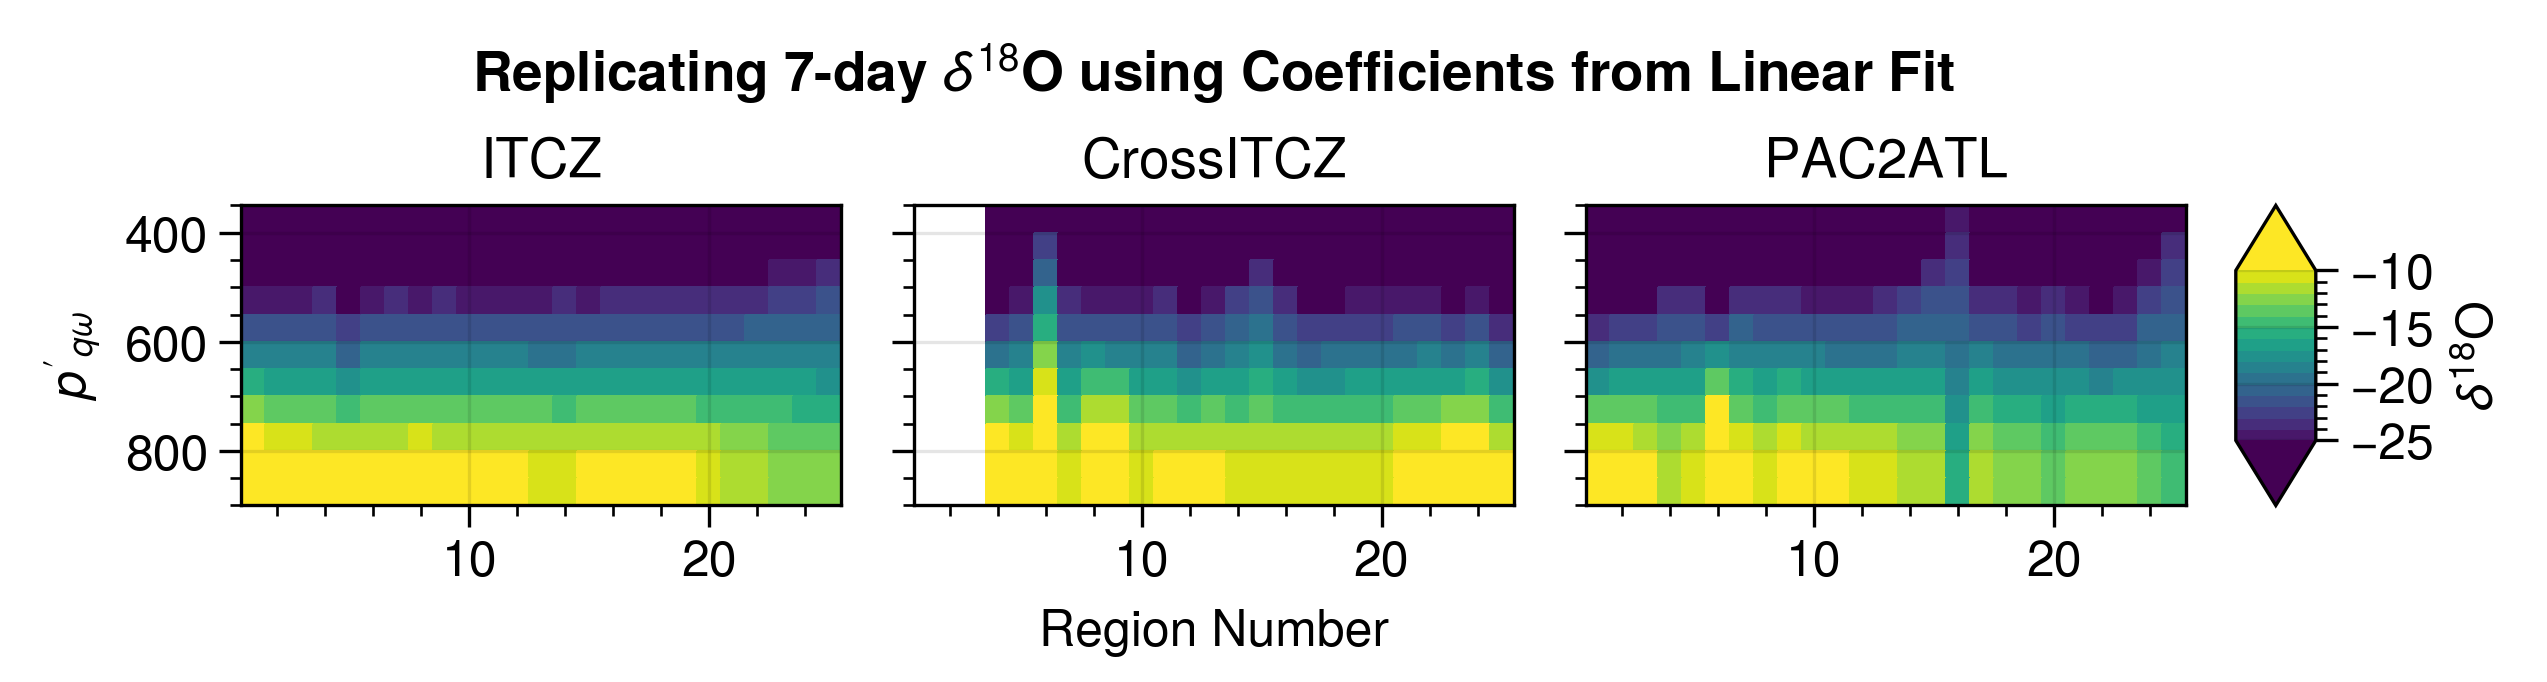 Replicating 7-day δ¹⁸O using Coefficients from Linear Fit
ITCZ
CrossITCZ
PAC2ATL
400
600
800
p′qω
10
20
10
20
10
20
Region Number
−10
−15
−20
−25
δ¹⁸O